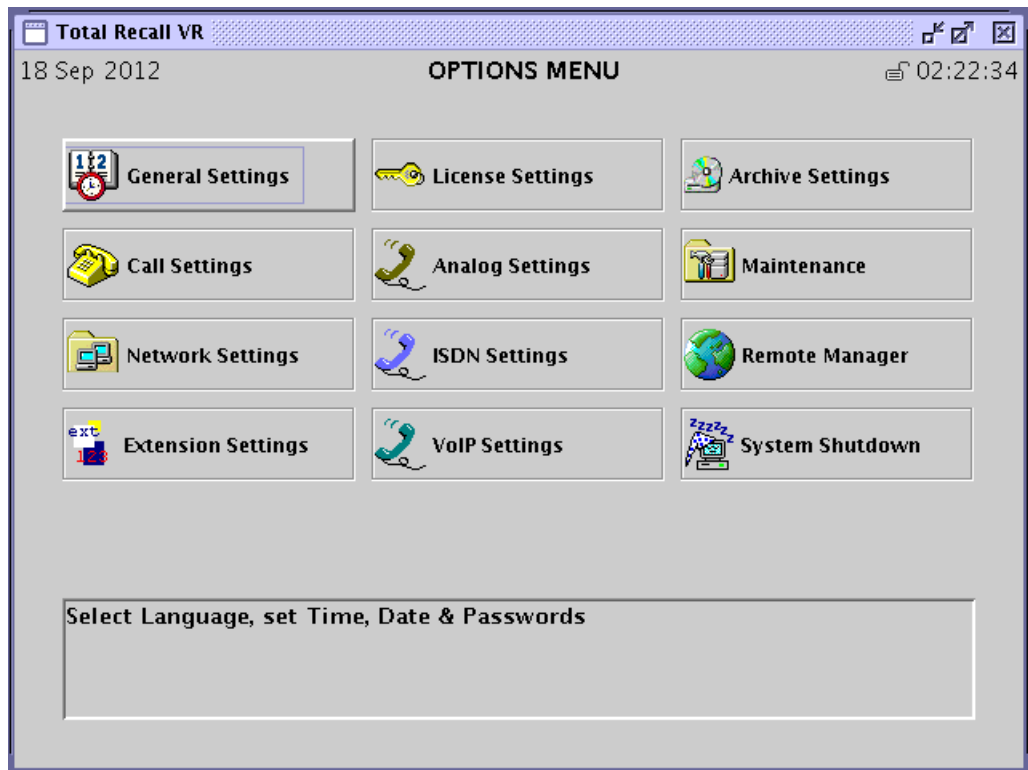 Total Recall VR
18 Sep 2012 OPTIONS MENU 02:22:34
General Settings License Settings Archive Settings
Call Settings Analog Settings Maintenance
Network Settings ISDN Settings Remote Manager
ext 123 Extension Settings VoIP Settings zzzzz System Shutdown
Select Language, set Time, Date & Passwords